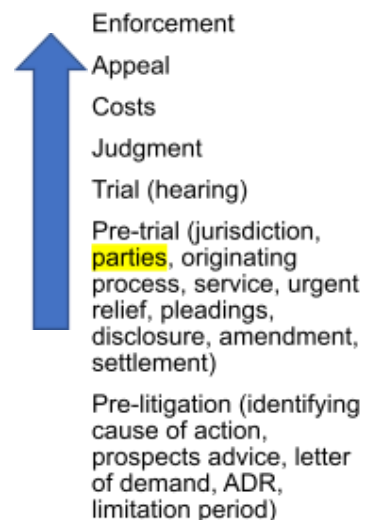 Enforcement
Appeal
Costs
Judgment
Trial (hearing)
Pre-trial (jurisdiction,
parties, originating
process, service, urgent
relief, pleadings,
disclosure, amendment,
settlement)
Pre-litigation (identifying
cause of action,
prospects advice, letter
of demand, ADR,
limitation period)